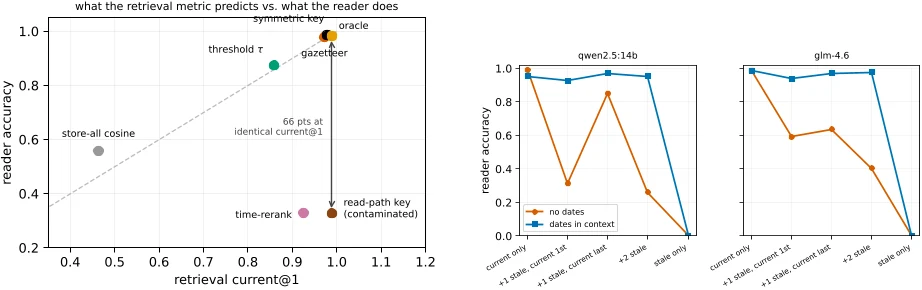 what the retrieval metric predicts vs. what the reader does
symmetric key
oracle
gazetteer
threshold τ
store-all cosine
66 pts at
identical current@1
time-rerank
read-path key
(contaminated)
reader accuracy
1.0
0.8
0.6
0.4
0.2
0.4
0.5
0.6
0.7
0.8
0.9
1.0
1.1
1.2
retrieval current@1
qwen2.5:14b
reader accuracy
1.0
0.8
0.6
0.4
0.2
0.0
no dates
dates in context
current only
+1 stale, current 1st
+1 stale, current last
+2 stale
stale only
glm-4.6
current only
+1 stale, current 1st
+1 stale, current last
+2 stale
stale only